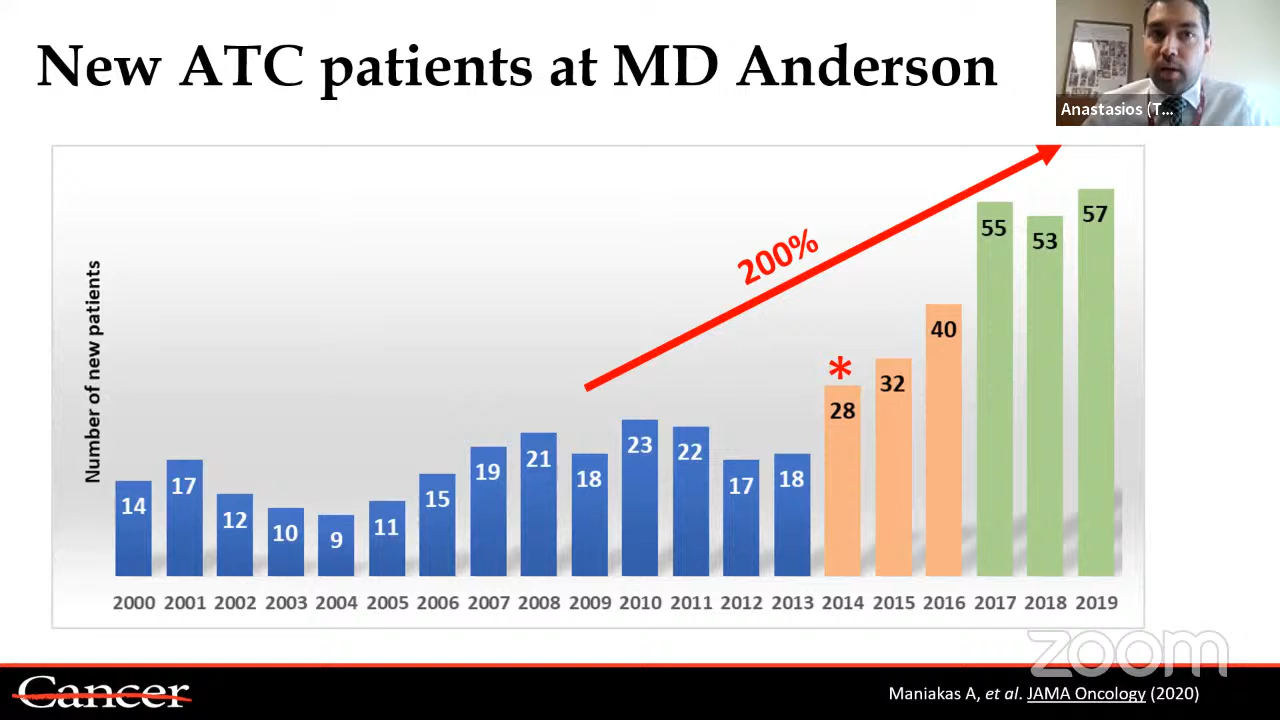 New ATC patients at MD Anderson
Anastasios (T...
Number of new patients
200%
*
14 17 12 10 9 11 15 19 21 18 23 22 17 18 28 32 40 55 53 57
2000 2001 2002 2003 2004 2005 2006 2007 2008 2009 2010 2011 2012 2013 2014 2015 2016 2017 2018 2019
zoom
Cancer
Maniakas A, et al. JAMA Oncology (2020)